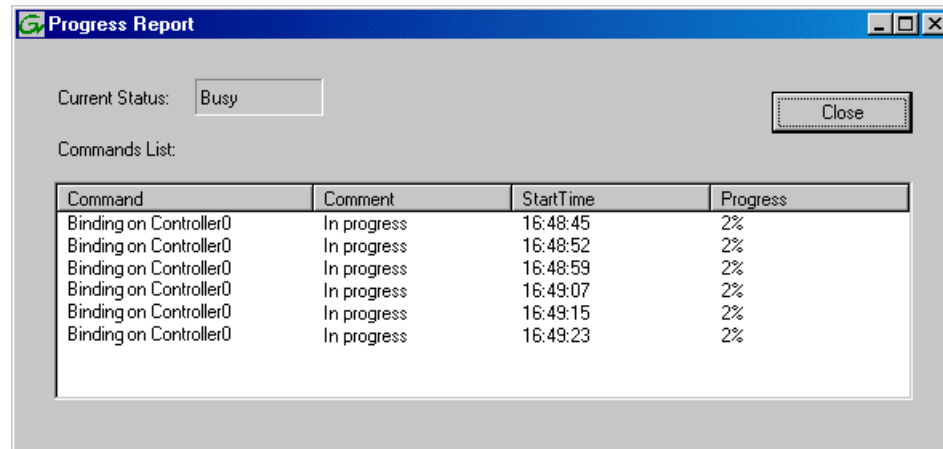 Progress Report
Current Status: Busy
Close
Commands List:
Command Comment StartTime Progress
Binding on Controller0 In progress 16:48:45 2%
Binding on Controller0 In progress 16:48:52 2%
Binding on Controller0 In progress 16:48:59 2%
Binding on Controller0 In progress 16:49:07 2%
Binding on Controller0 In progress 16:49:15 2%
Binding on Controller0 In progress 16:49:23 2%